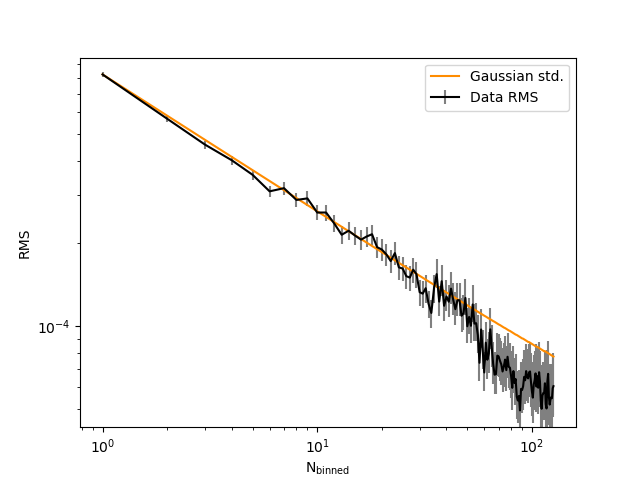 Gaussian std.
Data RMS
RMS
10⁻⁴
10⁰
10¹
10²
N_binned